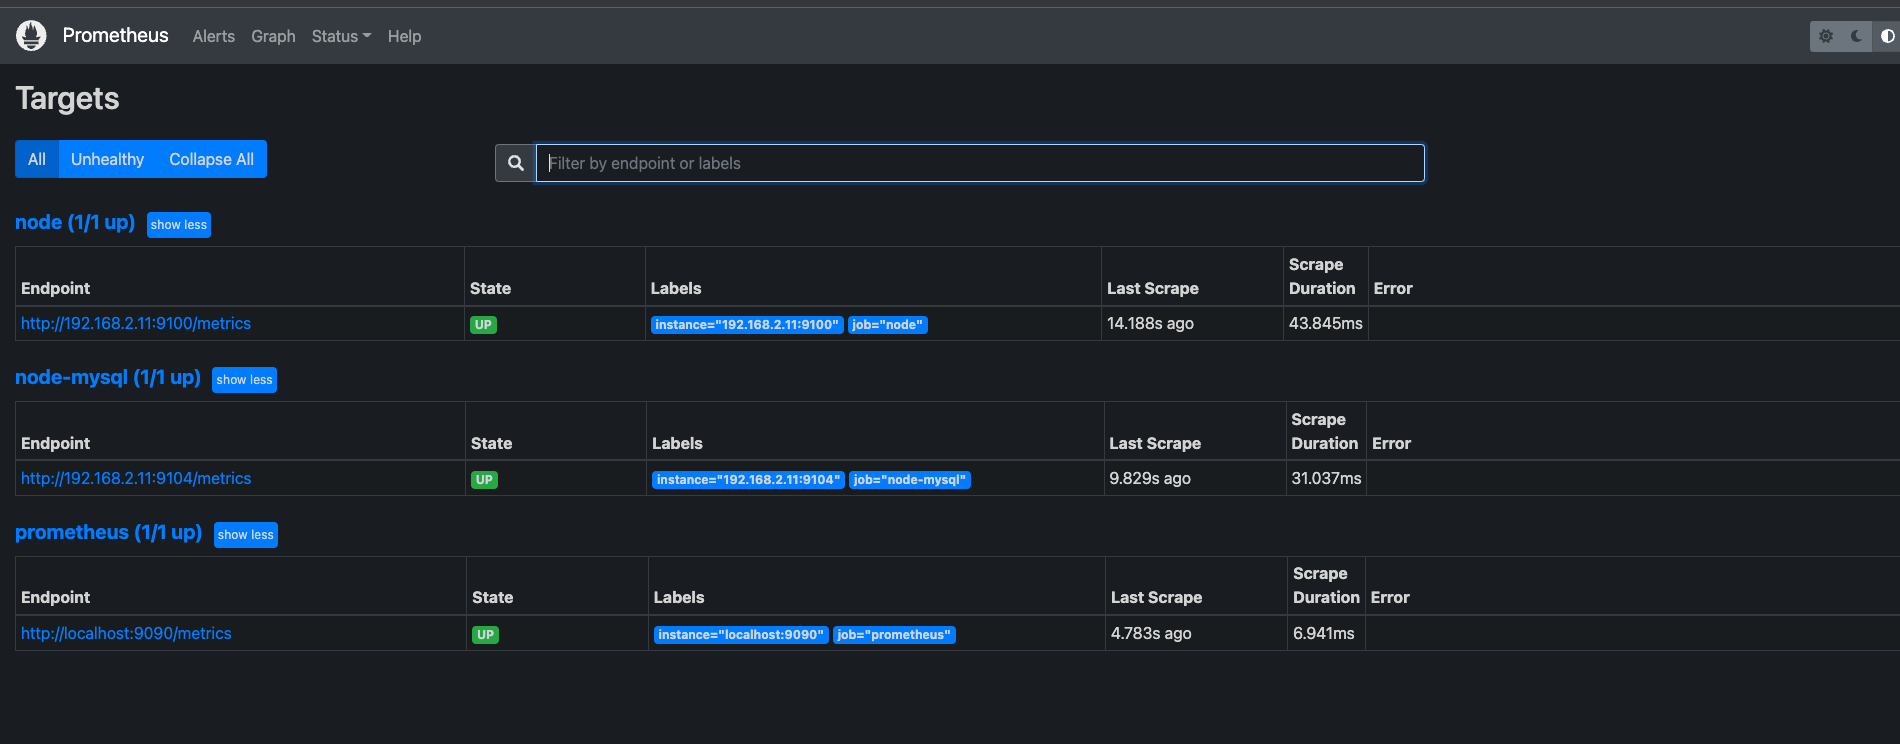 Prometheus Alerts Graph Status Help
Targets
All Unhealthy Collapse All
Filter by endpoint or labels
node (1/1 up) show less
Endpoint State Labels Last Scrape Scrape Duration Error
http://192.168.2.11:9100/metrics UP instance="192.168.2.11:9100" job="node" 14.188s ago 43.845ms
node-mysql (1/1 up) show less
Endpoint State Labels Last Scrape Scrape Duration Error
http://192.168.2.11:9104/metrics UP instance="192.168.2.11:9104" job="node-mysql" 9.829s ago 31.037ms
prometheus (1/1 up) show less
Endpoint State Labels Last Scrape Scrape Duration Error
http://localhost:9090/metrics UP instance="localhost:9090" job="prometheus" 4.783s ago 6.941ms